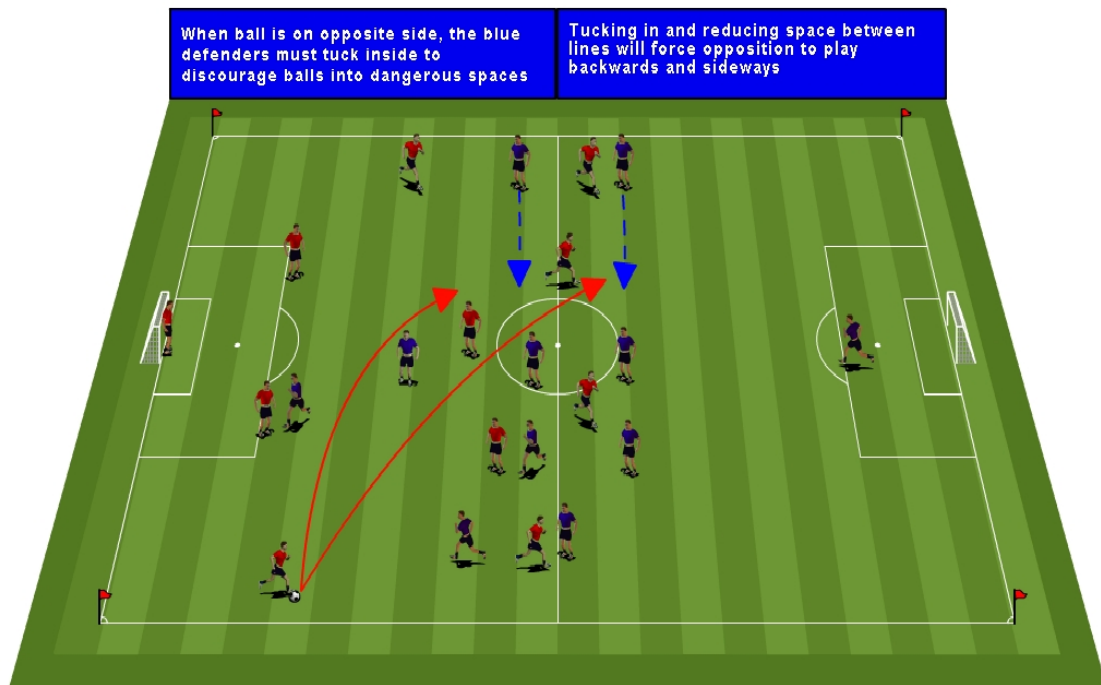 When ball is on opposite side, the blue
defenders must tuck inside to
discourage balls into dangerous spaces
Tucking in and reducing space between
lines will force opposition to play
backwards and sideways